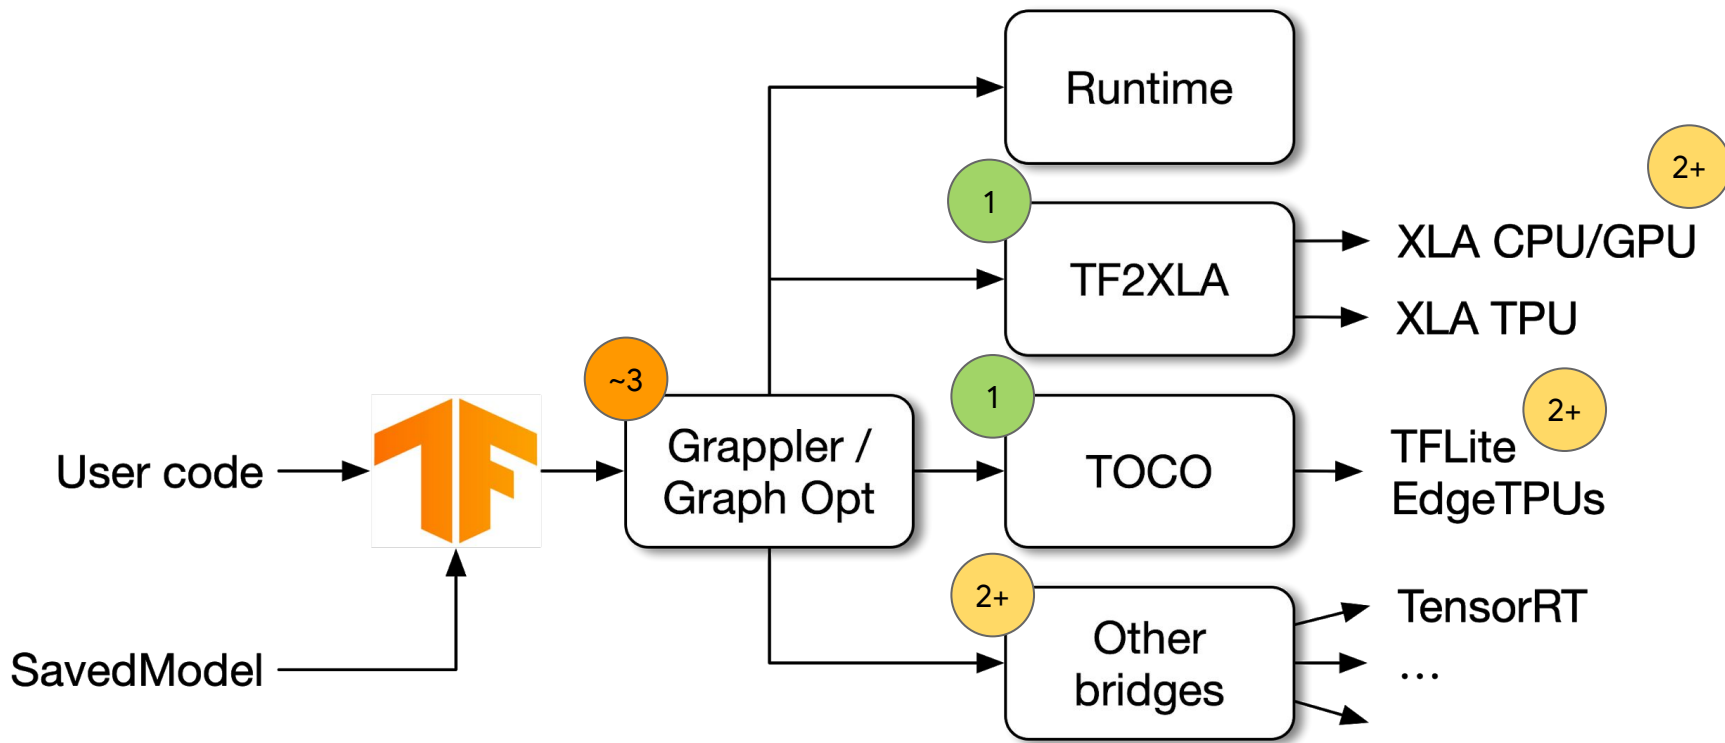 Runtime
2+
1
TF2XLA
XLA CPU/GPU
XLA TPU
~3
1
2+
User code
Grappler /
Graph Opt
TOCO
TFLite
EdgeTPUs
SavedModel
2+
Other
bridges
TensorRT
...